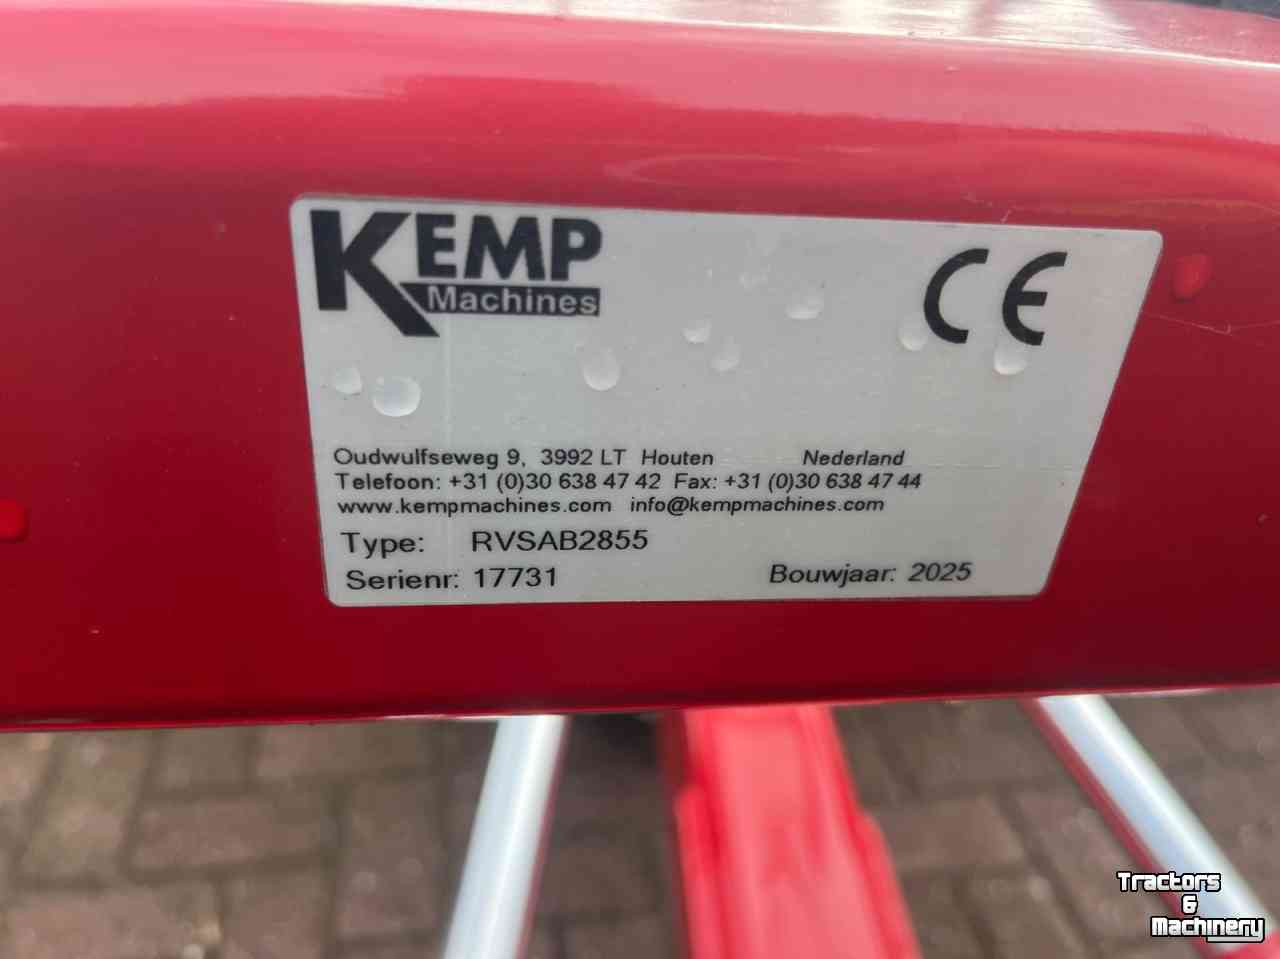 KEMP
Machines
CE
Oudwulfseweg 9, 3992 LT Houten Nederland
Telefoon: +31 (0)30 638 47 42 Fax: +31 (0)30 638 47 44
www.kempmachines.com info@kempmachines.com
Type: RVSAB2855
Serienr: 17731 Bouwjaar: 2025
Tractors
&
Machinery